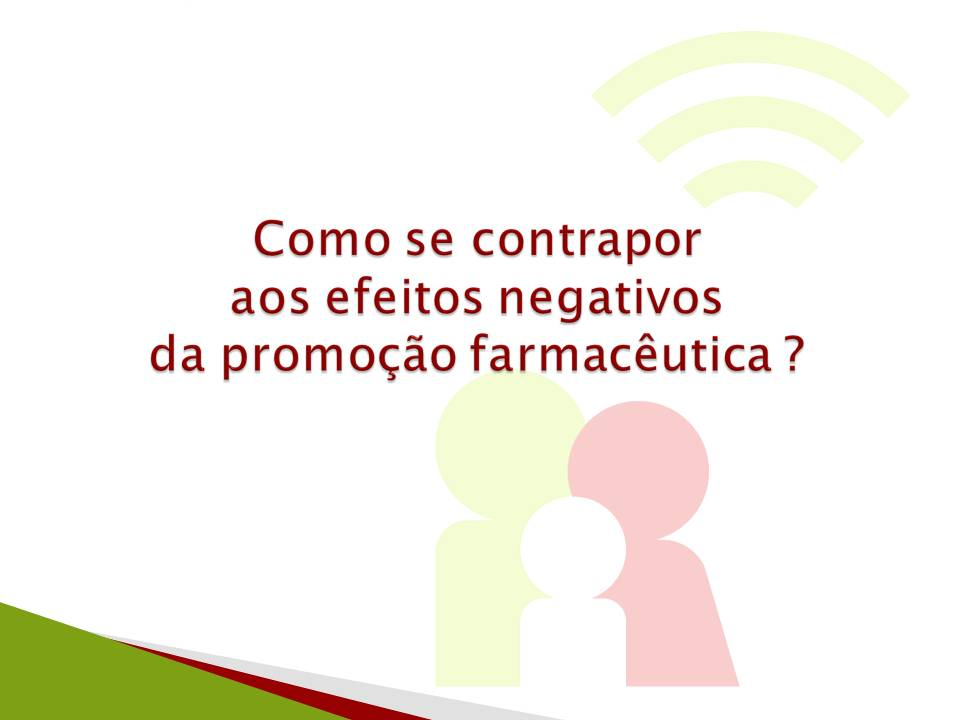 Como se contrapor
aos efeitos negativos
da promoção farmacêutica ?